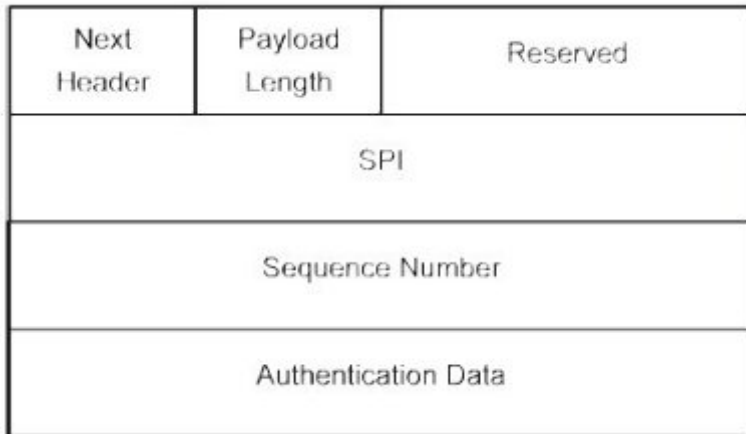 Next
Header
Payload
Length
Reserved
SPI
Sequence Number
Authentication Data